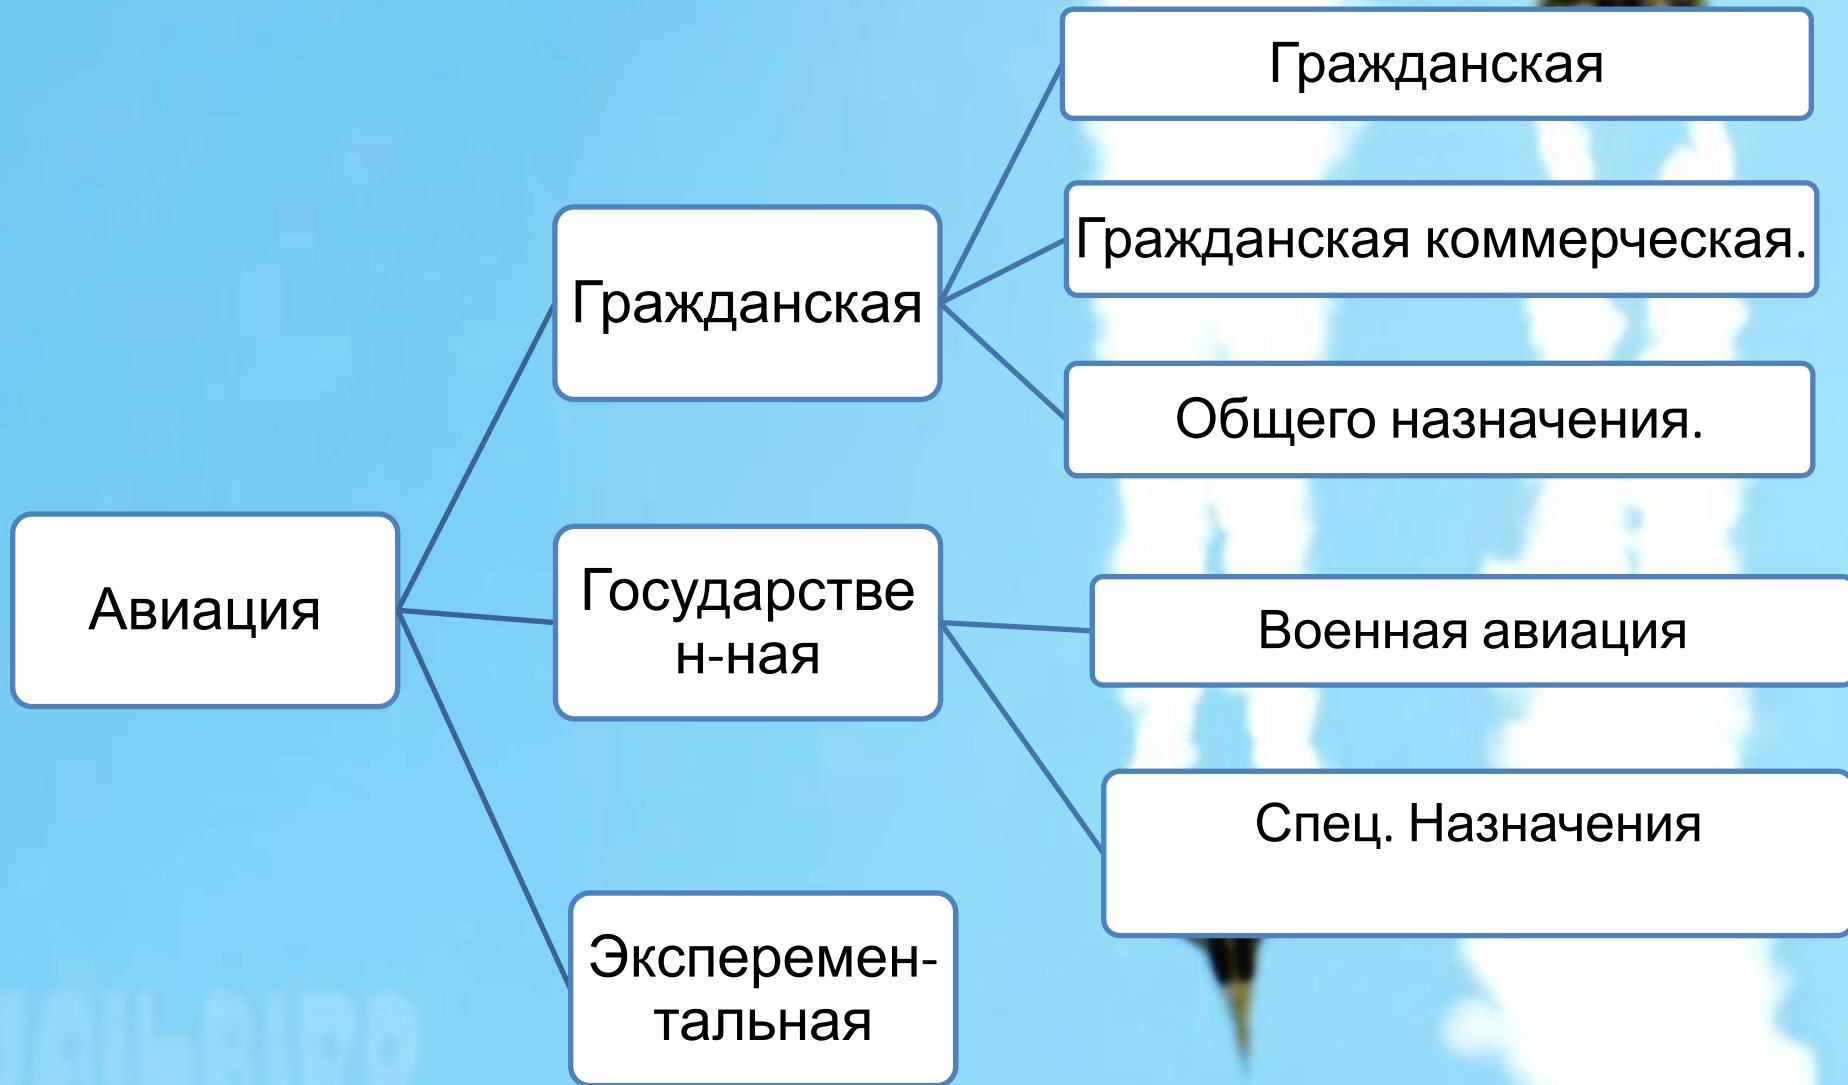 Авиация
Гражданская
Гражданская
Гражданская коммерческая.
Общего назначения.
Государстве
н-ная
Военная авиация
Спец. Назначения
Эксперемен-
тальная